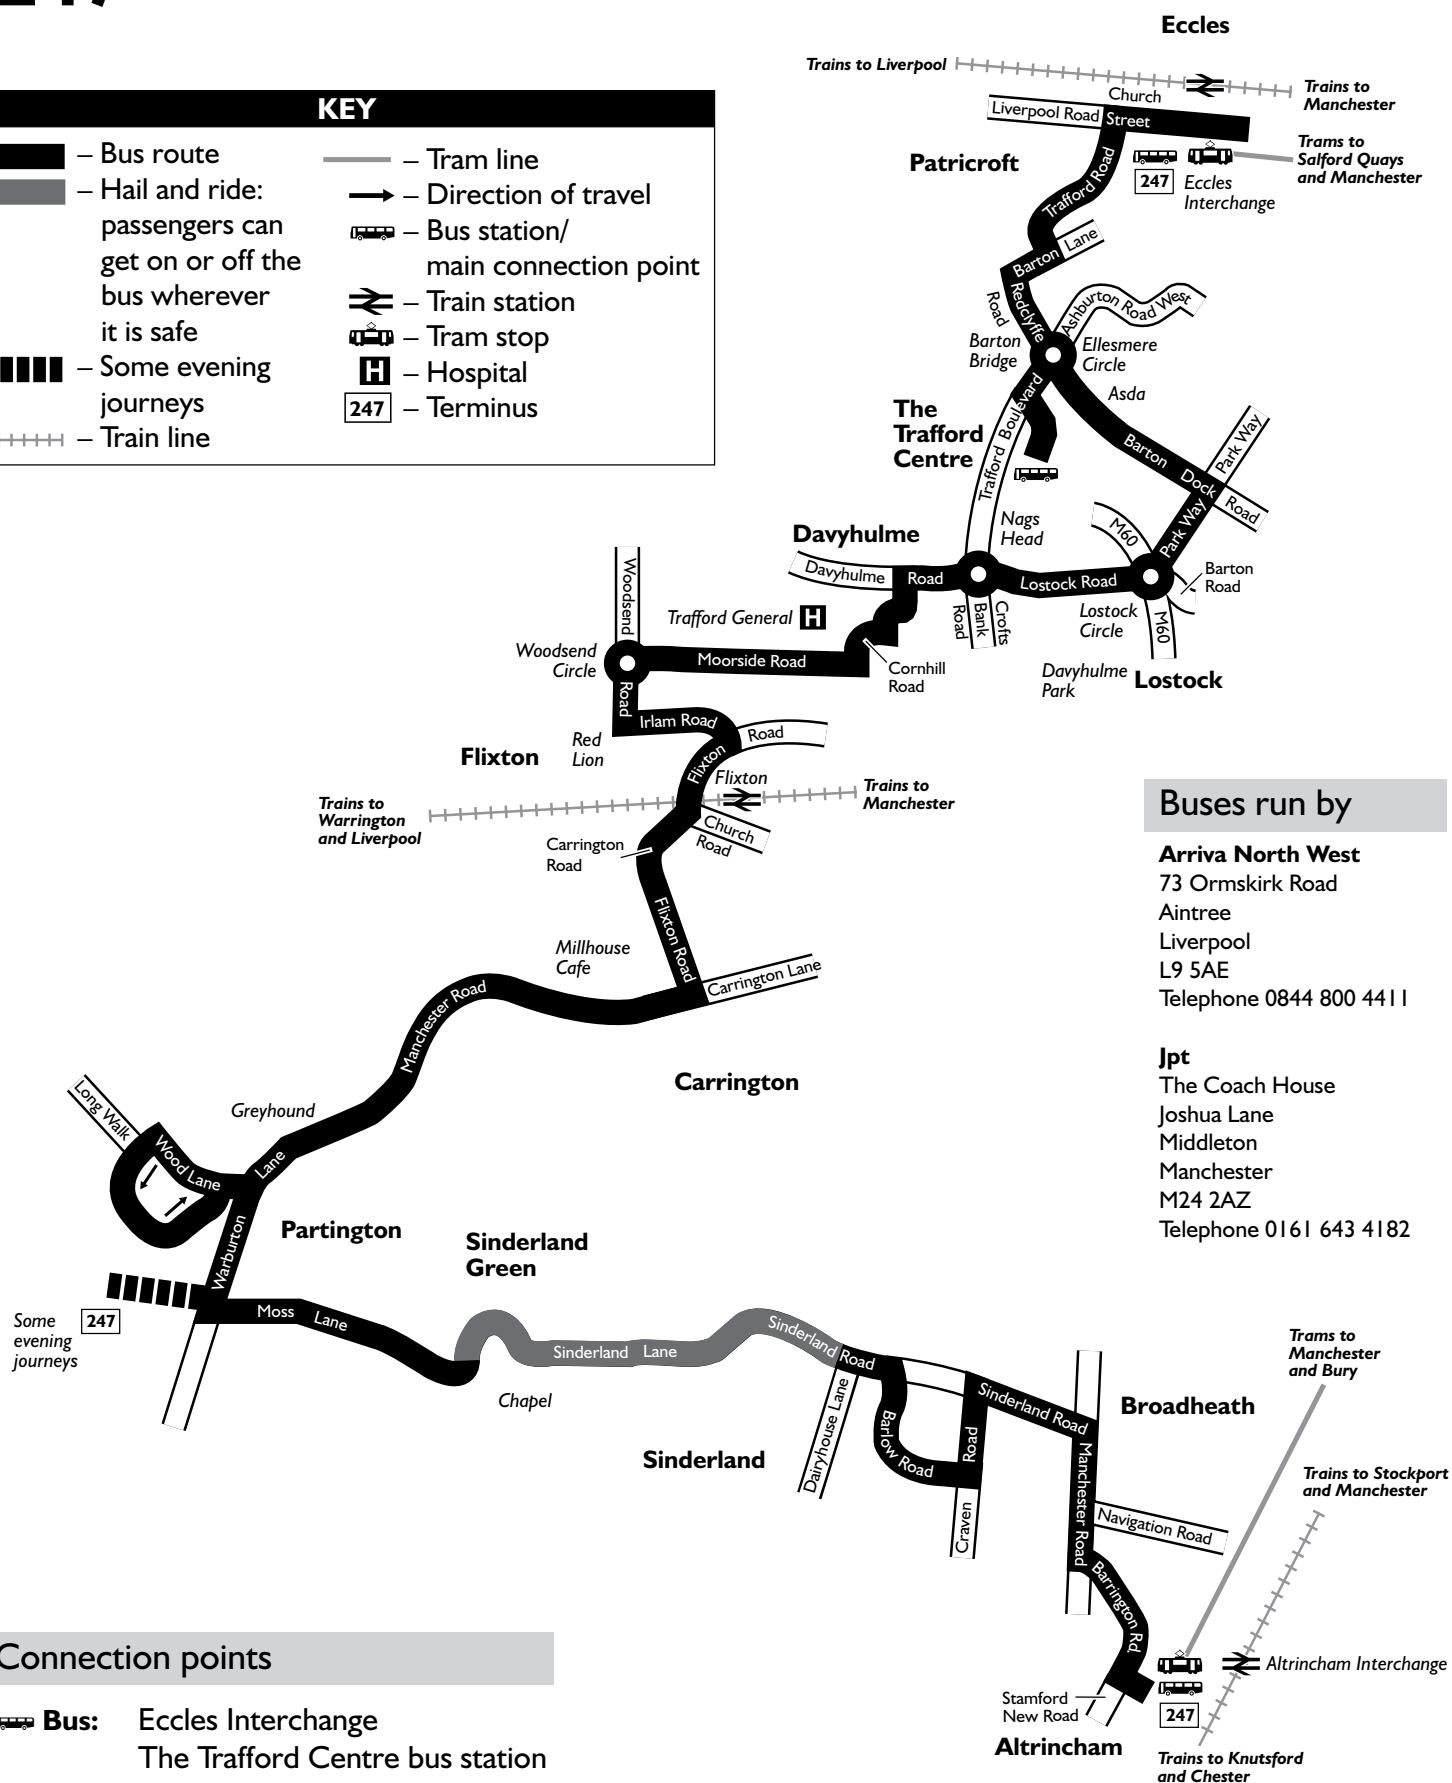 Eccles
Trains to Liverpool
Trains to
Manchester
Church
Liverpool Road Street
Trams to
Salford Quays
and Manchester
Patricroft
247
Eccles
Interchange
Trafford Road
Barton Lane
Redclyffe
Road
Ashburton Road West
Barton
Bridge
Ellesmere
Circle
Asda
The
Trafford
Centre
Trafford Boulevard
Barton Dock Road
Park Way
Park Way
Nags
Head
M60
Davyhulme
Davyhulme Road
Lostock Road
Barton
Road
Crofts
Bank
Road
Lostock
Circle
M60
Davyhulme
Park
Lostock
Trafford General H
Cornhill
Road
Moorside Road
Woodsend
Road
Woodsend
Circle
Irlam Road
Red
Lion
Flixton
Flixton Road
Flixton
Trains to
Warrington
and Liverpool
Trains to
Manchester
Church
Road
Carrington
Road
Flixton Road
Millhouse
Cafe
Carrington Lane
Manchester Road
Carrington
Greyhound
Long Walk
Wood Lane
Warburton Lane
Partington
Some
evening
journeys
247
Moss Lane
Sinderland
Green
Sinderland Lane
Chapel
Sinderland Road
Dairyhouse Lane
Sinderland
Barlow Road
Craven Road
Sinderland Road
Broadheath
Manchester Road
Navigation Road
Barrington Rd.
Trams to
Manchester
and Bury
Trains to Stockport
and Manchester
Altrincham Interchange
Stamford
New Road
247
Altrincham
Trains to Knutsford
and Chester
KEY
– Bus route
– Hail and ride:
passengers can
get on or off the
bus wherever
it is safe
– Some evening
journeys
– Train line
– Tram line
– Direction of travel
– Bus station/
main connection point
– Train station
– Tram stop
H – Hospital
247 – Terminus
Buses run by
Arriva North West
73 Ormskirk Road
Aintree
Liverpool
L9 5AE
Telephone 0844 800 4411
Jpt
The Coach House
Joshua Lane
Middleton
Manchester
M24 2AZ
Telephone 0161 643 4182
Connection points
Bus: Eccles Interchange
The Trafford Centre bus station